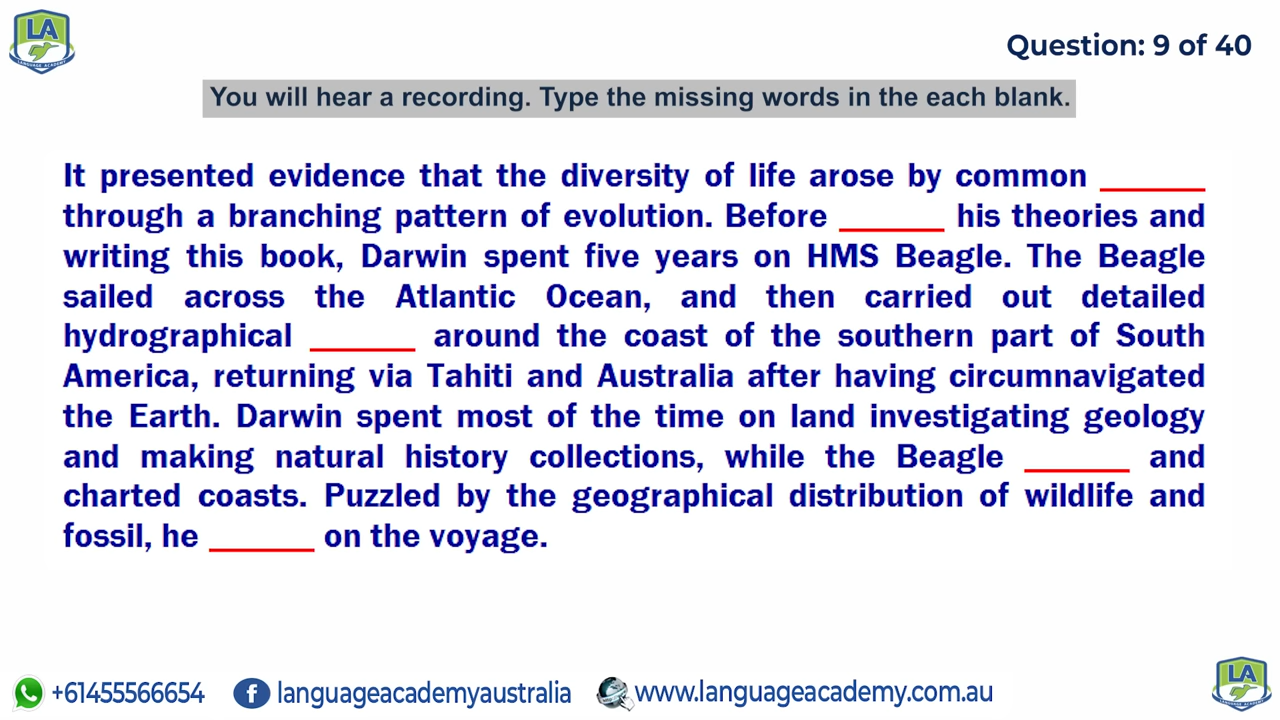 LA
LANGUAGE ACADEMY
Question: 9 of 40
You will hear a recording. Type the missing words in the each blank.
It presented evidence that the diversity of life arose by common ______
through a branching pattern of evolution. Before ______ his theories and
writing this book, Darwin spent five years on HMS Beagle. The Beagle
sailed across the Atlantic Ocean, and then carried out detailed
hydrographical ______ around the coast of the southern part of South
America, returning via Tahiti and Australia after having circumnavigated
the Earth. Darwin spent most of the time on land investigating geology
and making natural history collections, while the Beagle ______ and
charted coasts. Puzzled by the geographical distribution of wildlife and
fossil, he ______ on the voyage.
+61455566654
languageacademyaustralia
www.languageacademy.com.au
LA
LANGUAGE ACADEMY